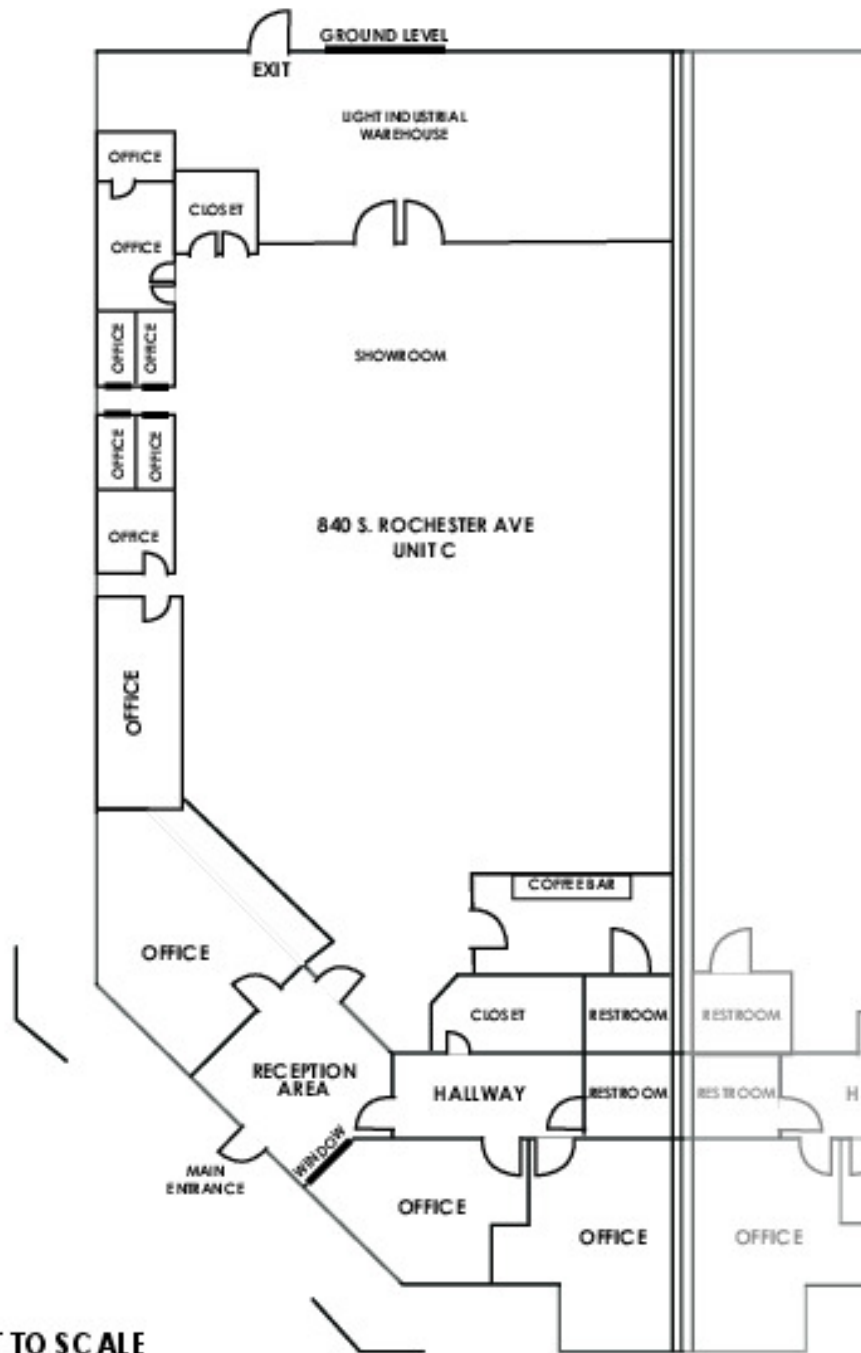 GROUND LEVEL
EXIT
LIGHT INDUSTRIAL
WAREHOUSE
OFFICE
CLOSET
OFFICE
OFFICE
OFFICE
SHOWROOM
OFFICE
OFFICE
840 S. ROCHESTER AVE
UNIT C
OFFICE
OFFICE
COFFEE BAR
OFFICE
CLOSET
RESTROOM
RESTROOM
RECEPTION
AREA
HALLWAY
RESTROOM
RESTROOM
H
WINDOW
MAIN
ENTRANCE
OFFICE
OFFICE
OFFICE
TO SCALE